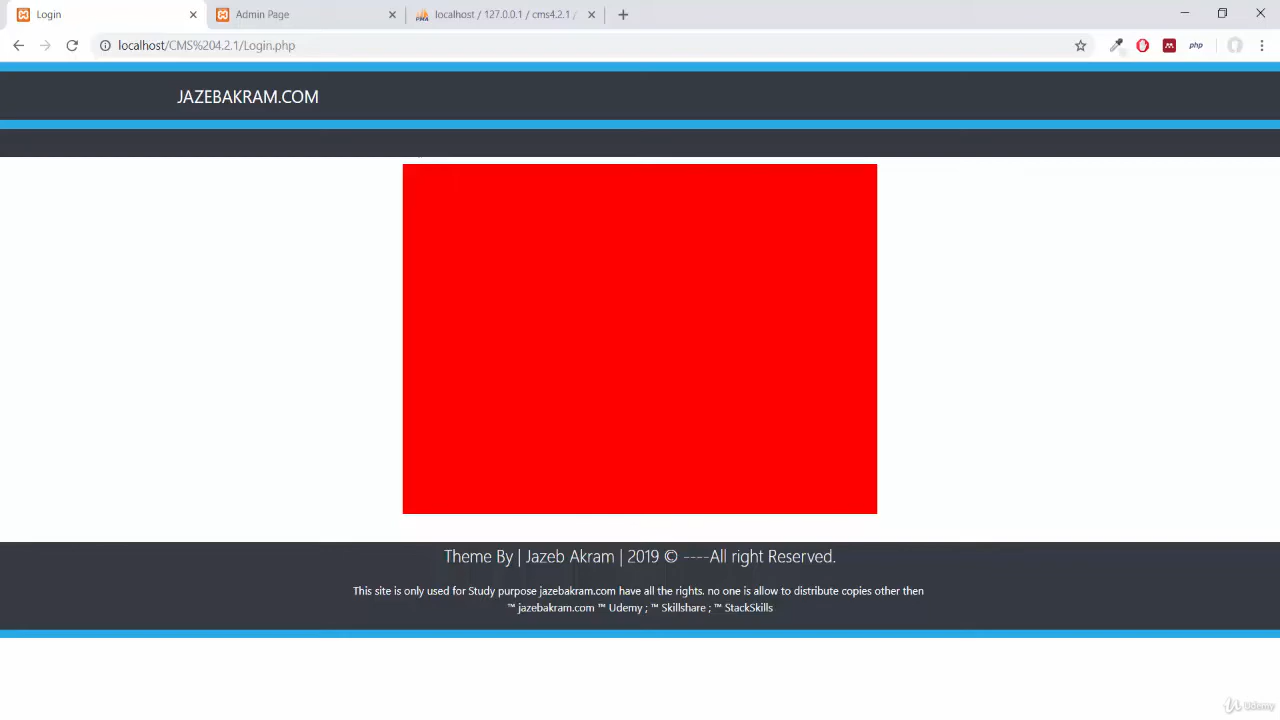 Login
Admin Page
localhost / 127.0.0.1 / cms4.2.1 /
localhost/CMS%204.2.1/Login.php
php
JAZEBAKRAM.COM
Theme By | Jazeb Akram | 2019 © ----All right Reserved.
This site is only used for Study purpose jazebakram.com have all the rights. no one is allow to distribute copies other then
™ jazebakram.com ™ Udemy ; ™ Skillshare ; ™ StackSkills
Udemy